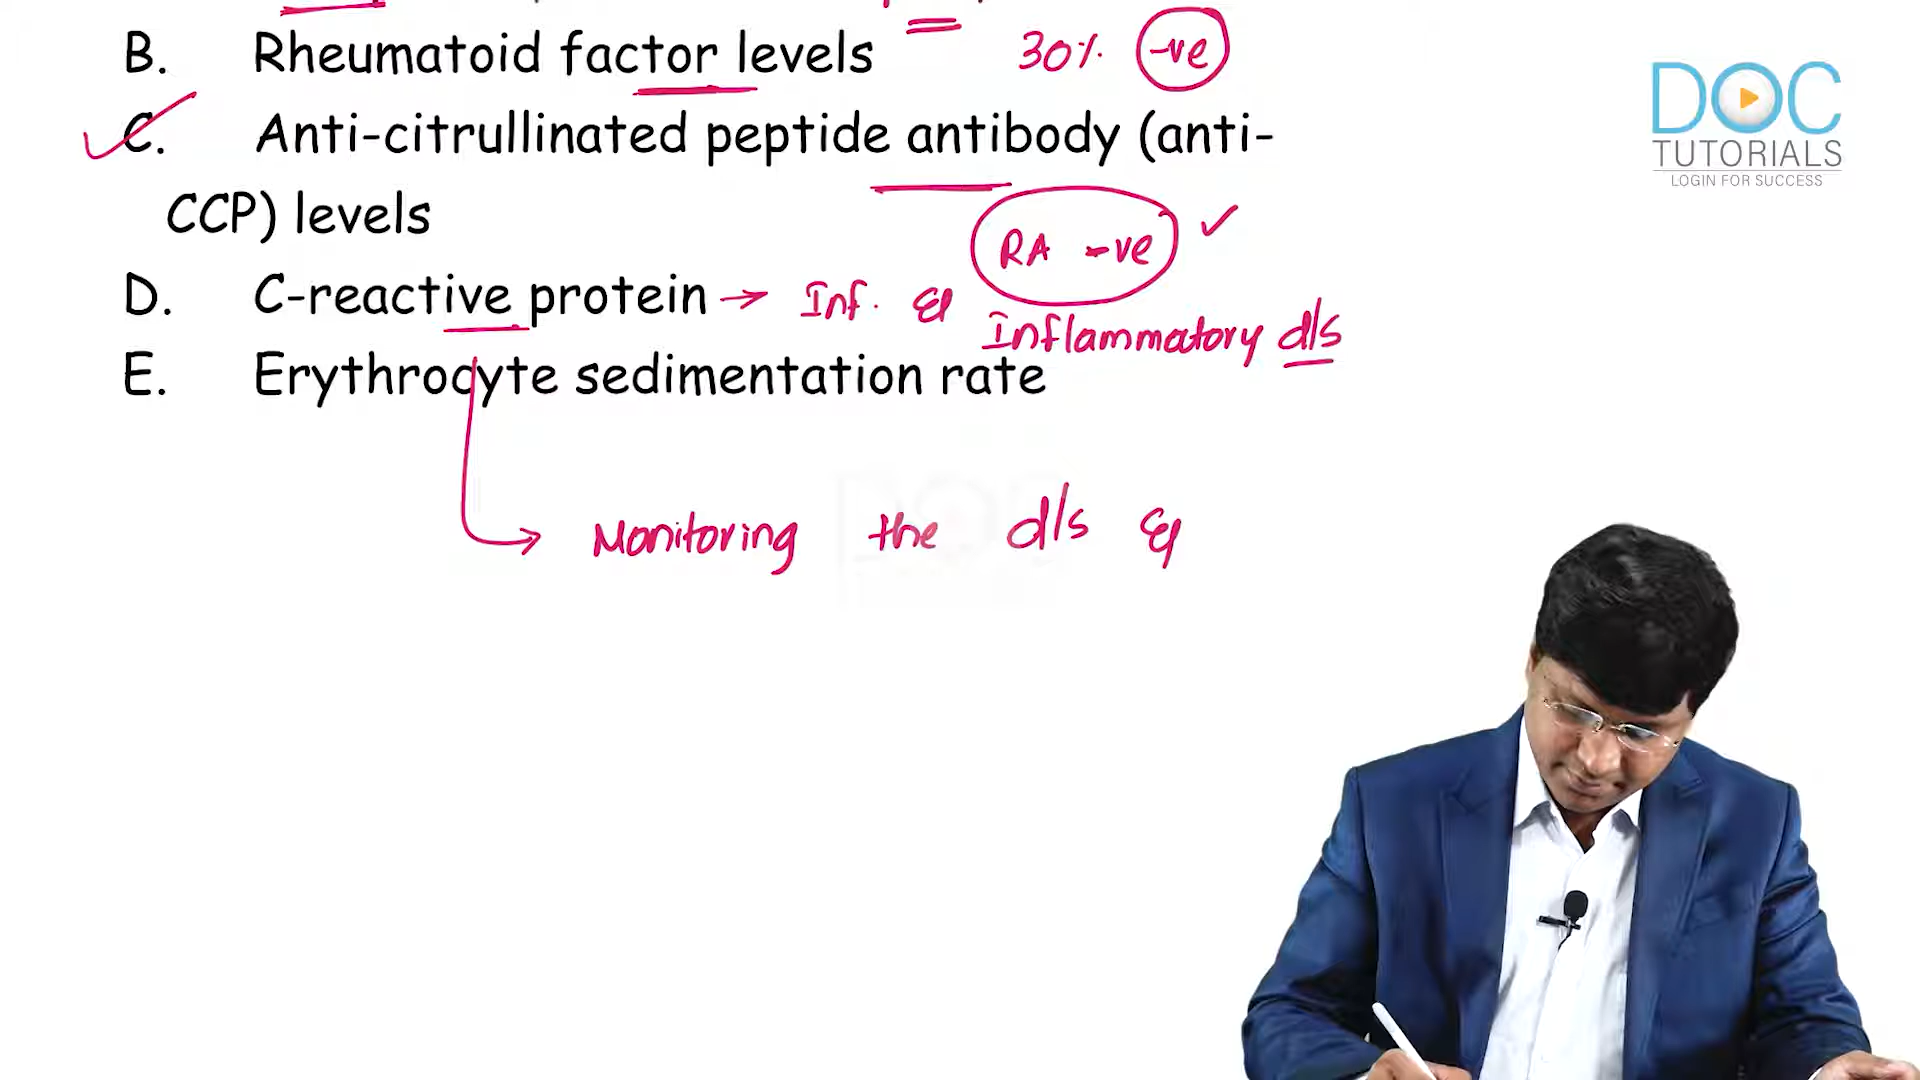 B. Rheumatoid factor levels 30% -ve
C. Anti-citrullinated peptide antibody (anti-
CCP) levels
RA -ve
D. C-reactive protein → Inf. &
Inflammatory d/s
E. Erythrocyte sedimentation rate
Monitoring the d/s &
DOC
TUTORIALS
LOGIN FOR SUCCESS